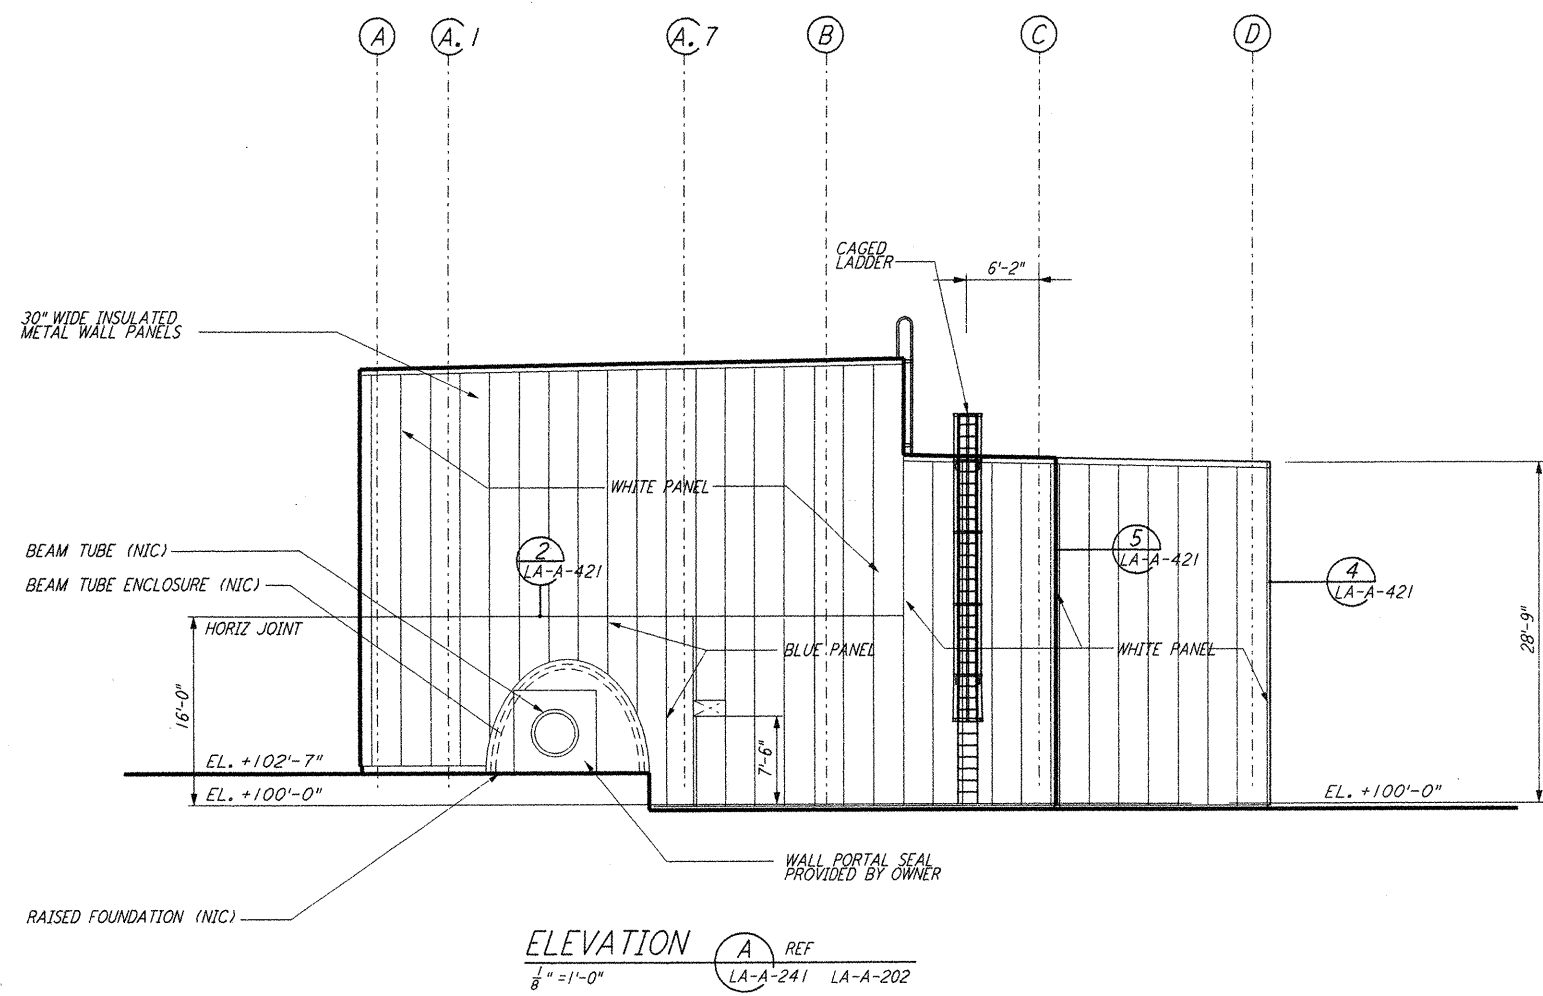 A A.1 A.7 B C D
CAGED
LADDER
6'-2"
30" WIDE INSULATED
METAL WALL PANELS
WHITE PANEL
2
LA-A-421
5
LA-A-421
4
LA-A-421
BEAM TUBE (NIC)
BEAM TUBE ENCLOSURE (NIC)
HORIZ JOINT
BLUE PANEL
WHITE PANEL
28'-9"
16'-0"
7'-6"
EL. +102'-7"
EL. +100'-0"
EL. +100'-0"
WALL PORTAL SEAL
PROVIDED BY OWNER
RAISED FOUNDATION (NIC)
ELEVATION A REF
1/8" =1'-0" LA-A-241 LA-A-202